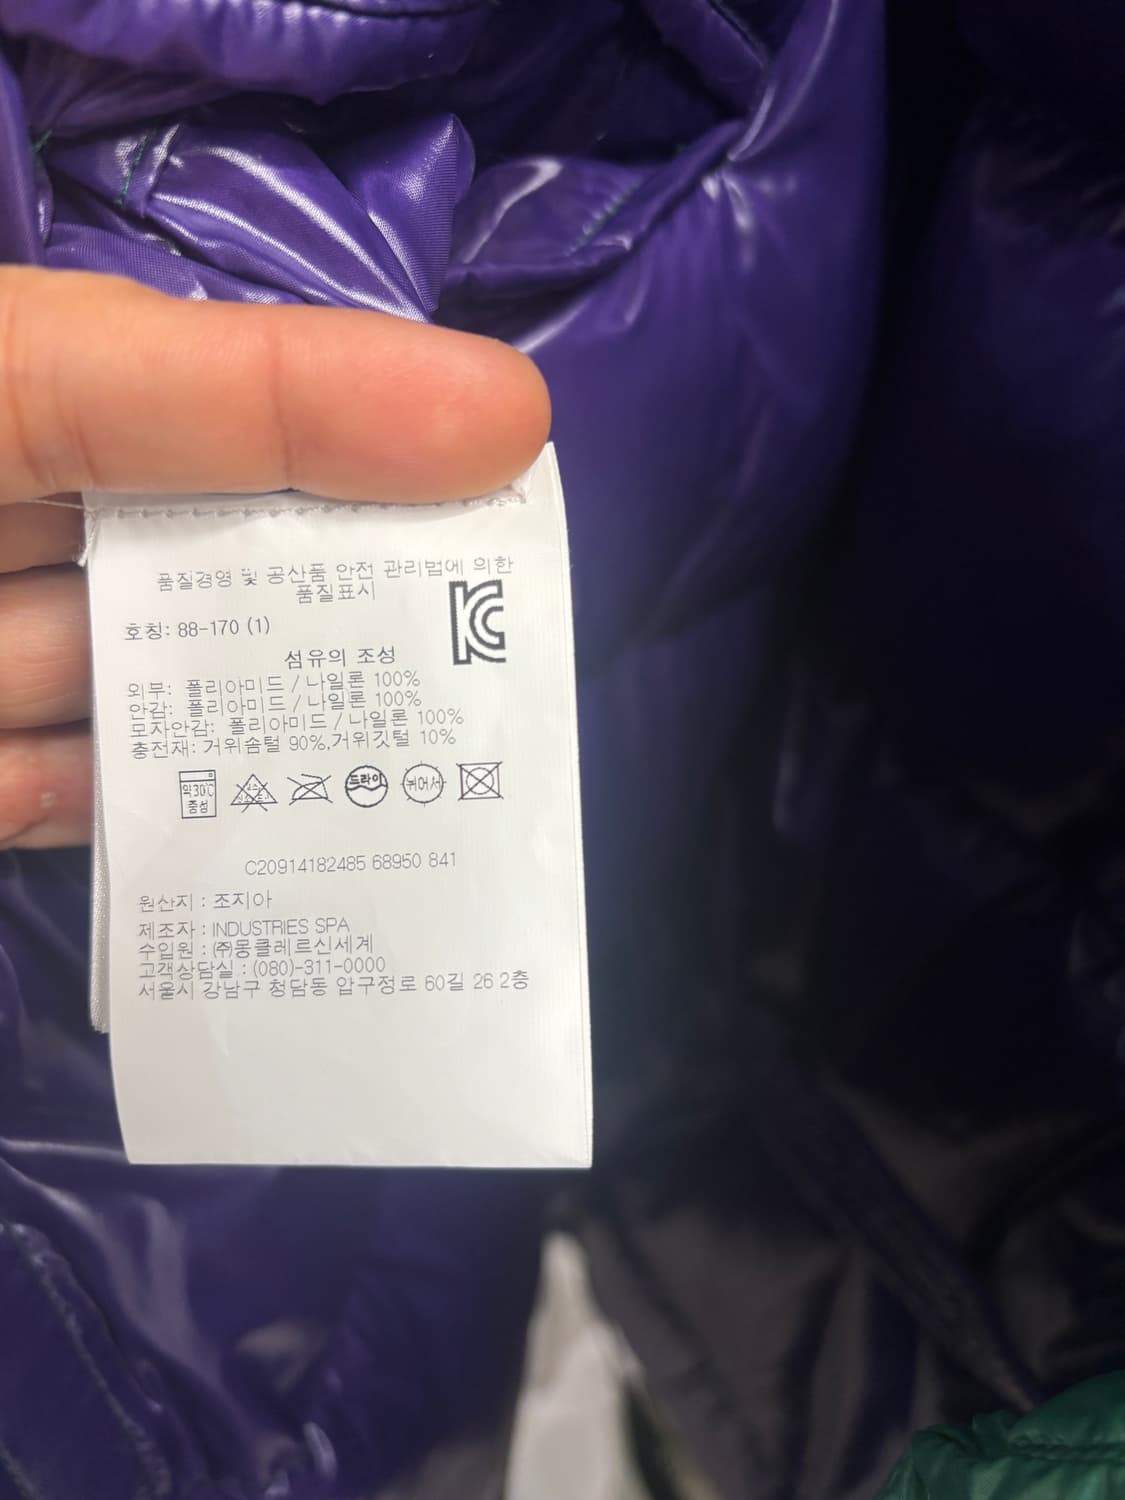 품질경영 및 공산품 안전 관리법에 의한
품질표시
KC
호칭: 88-170 (1)
섬유의 조성
외부: 폴리아미드 / 나일론 100%
안감: 폴리아미드 / 나일론 100%
모자안감: 폴리아미드 / 나일론 100%
충전재: 거위솜털 90%,거위깃털 10%
약30℃ 중성 드라이 뉘어서
C20914182485 68950 841
원산지 : 조지아
제조자 : INDUSTRIES SPA
수입원 : ㈜몽클레르신세계
고객상담실 : (080)-311-0000
서울시 강남구 청담동 압구정로 60길 26 2층